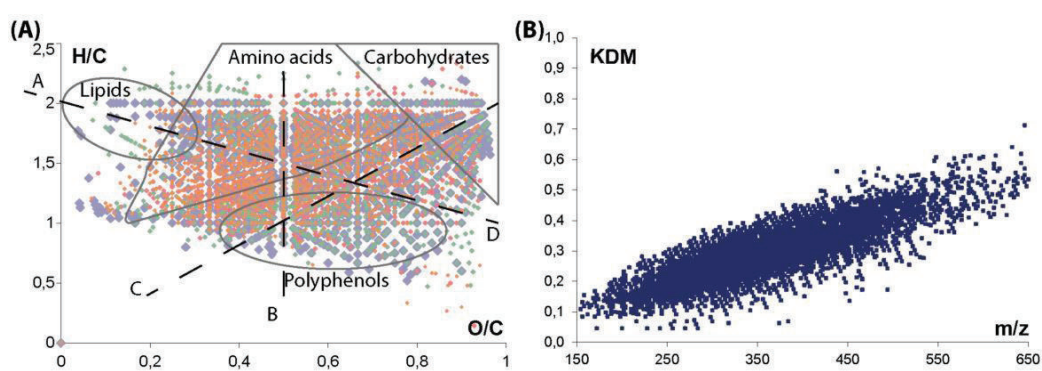 (A)
H/C
2,5
2
1,5
1
0,5
0
A
Lipids
Amino acids
Carbohydrates
Polyphenols
C
B
D
O/C
0
0,2
0,4
0,6
0,8
1
(B)
KDM
1,0
0,9
0,8
0,7
0,6
0,5
0,4
0,3
0,2
0,1
0,0
m/z
150
250
350
450
550
650